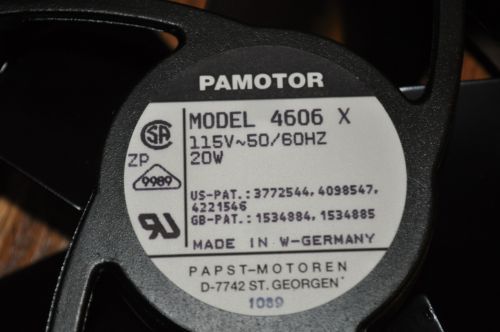 PAMOTOR
MODEL 4606 X
115V~50/60HZ
20W
SA
ZP
9989
US-PAT.: 3772544, 4098547,
4221546
GB-PAT.: 1534884, 1534885
MADE IN W-GERMANY
PAPST-MOTOREN
D-7742 ST. GEORGEN
1089